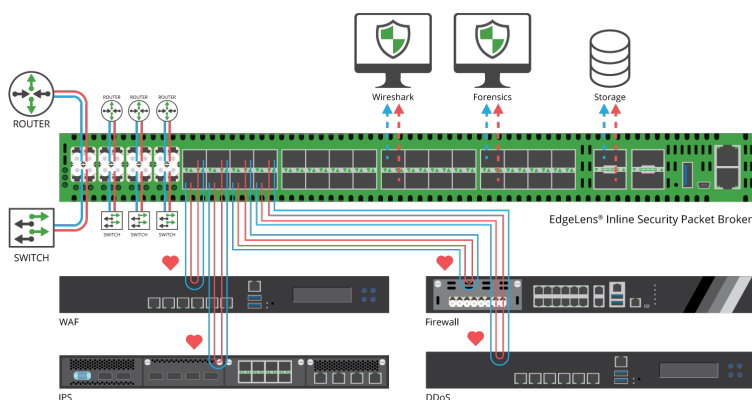 Wireshark
Forensics
Storage
ROUTER
ROUTER
ROUTER
ROUTER
EdgeLens® Inline Security Packet Broker
SWITCH
SWITCH
SWITCH
SWITCH
WAF
Firewall
IPS
DDoS